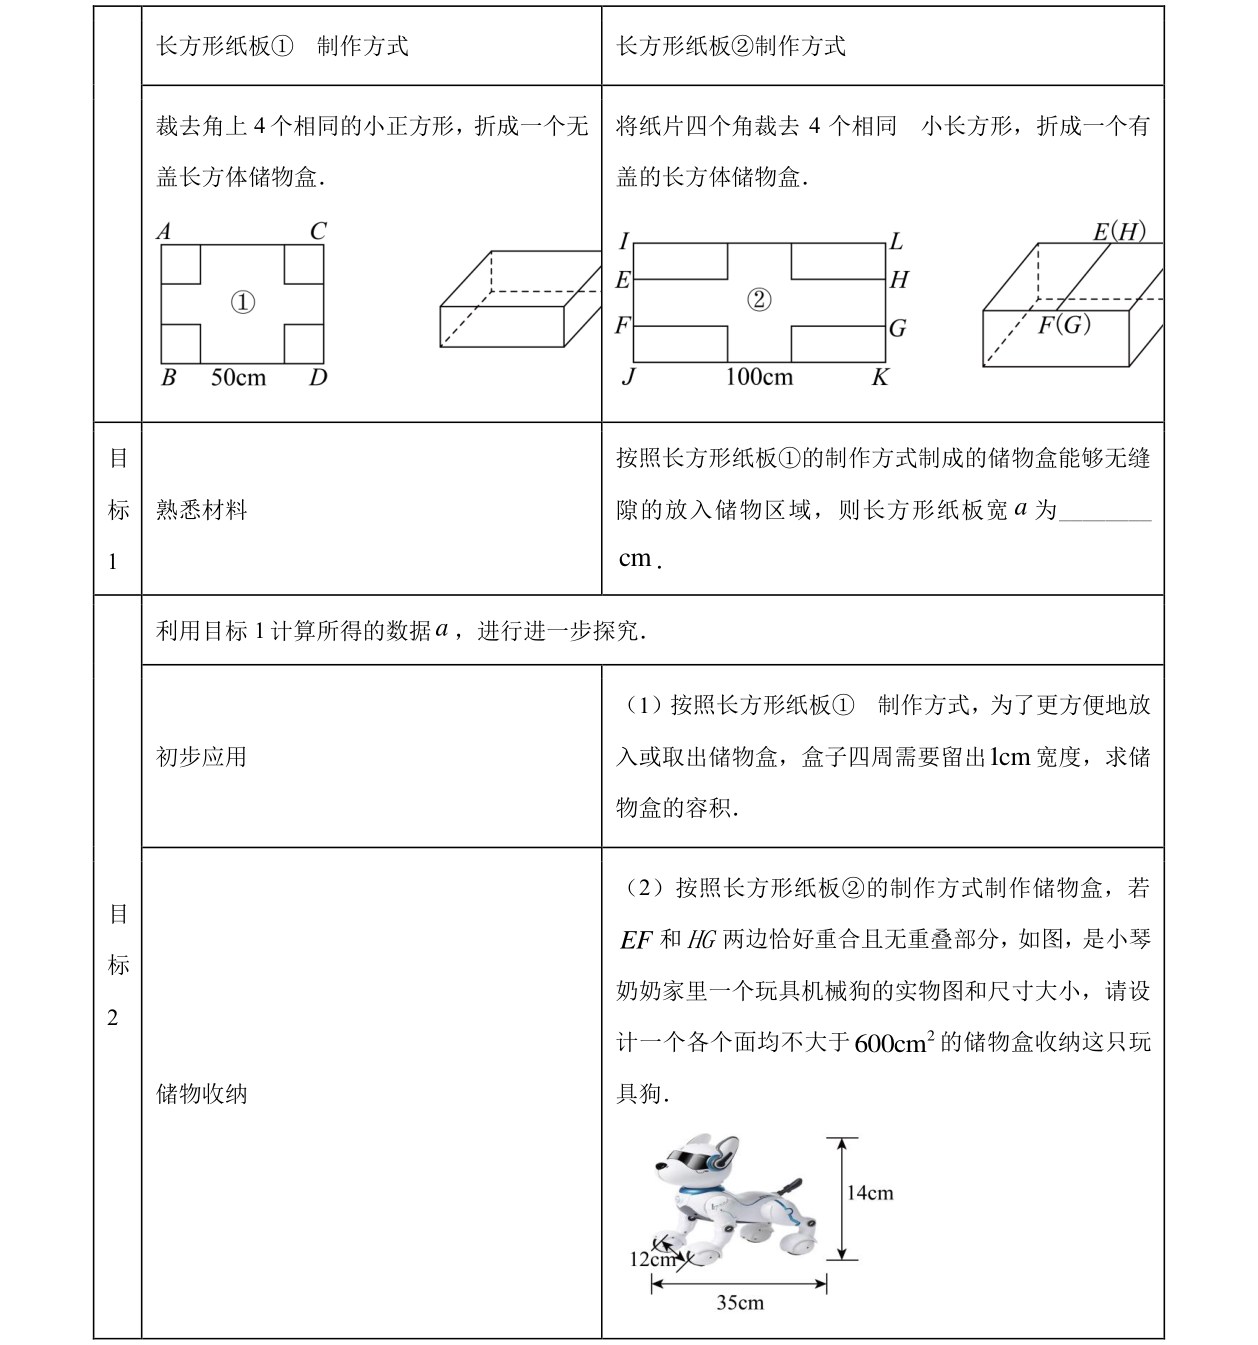 长方形纸板① 制作方式
长方形纸板②制作方式
裁去角上 4 个相同的小正方形，折成一个无
盖长方体储物盒．
A
C
①
B
50cm
D
将纸片四个角裁去 4 个相同 小长方形，折成一个有
盖的长方体储物盒．
I
L
E
H
②
F
G
J
100cm
K
E(H)
F(G)
目
标
1
熟悉材料
按照长方形纸板①的制作方式制成的储物盒能够无缝
隙的放入储物区域，则长方形纸板宽 a 为________
cm．
目
标
2
利用目标 1 计算所得的数据 a，进行进一步探究．
初步应用
（1）按照长方形纸板① 制作方式，为了更方便地放
入或取出储物盒，盒子四周需要留出1cm 宽度，求储
物盒的容积．
储物收纳
（2）按照长方形纸板②的制作方式制作储物盒，若
EF 和 HG 两边恰好重合且无重叠部分，如图，是小琴
奶奶家里一个玩具机械狗的实物图和尺寸大小，请设
计一个各个面均不大于 600cm² 的储物盒收纳这只玩
具狗．
14cm
12cm
35cm